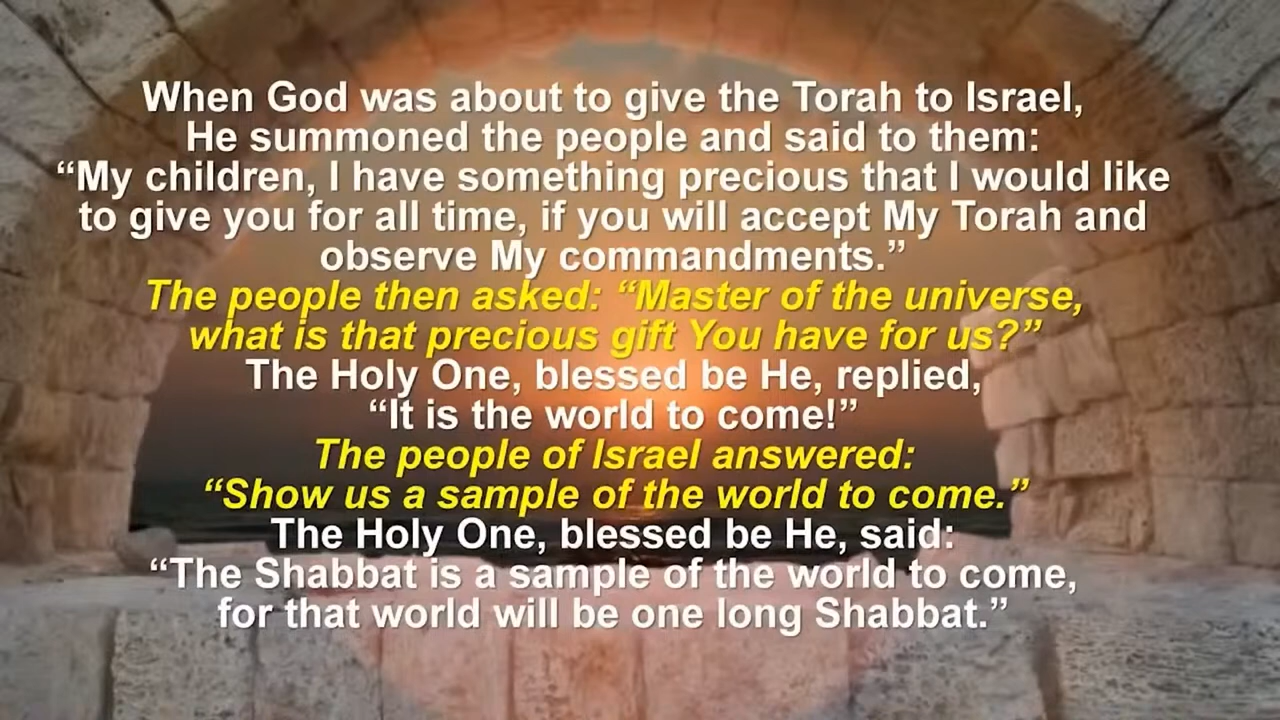 When God was about to give the Torah to Israel,
He summoned the people and said to them:
“My children, I have something precious that I would like
to give you for all time, if you will accept My Torah and
observe My commandments.”
The people then asked: “Master of the universe,
what is that precious gift You have for us?”
The Holy One, blessed be He, replied,
“It is the world to come!”
The people of Israel answered:
“Show us a sample of the world to come.”
The Holy One, blessed be He, said:
“The Shabbat is a sample of the world to come,
for that world will be one long Shabbat.”